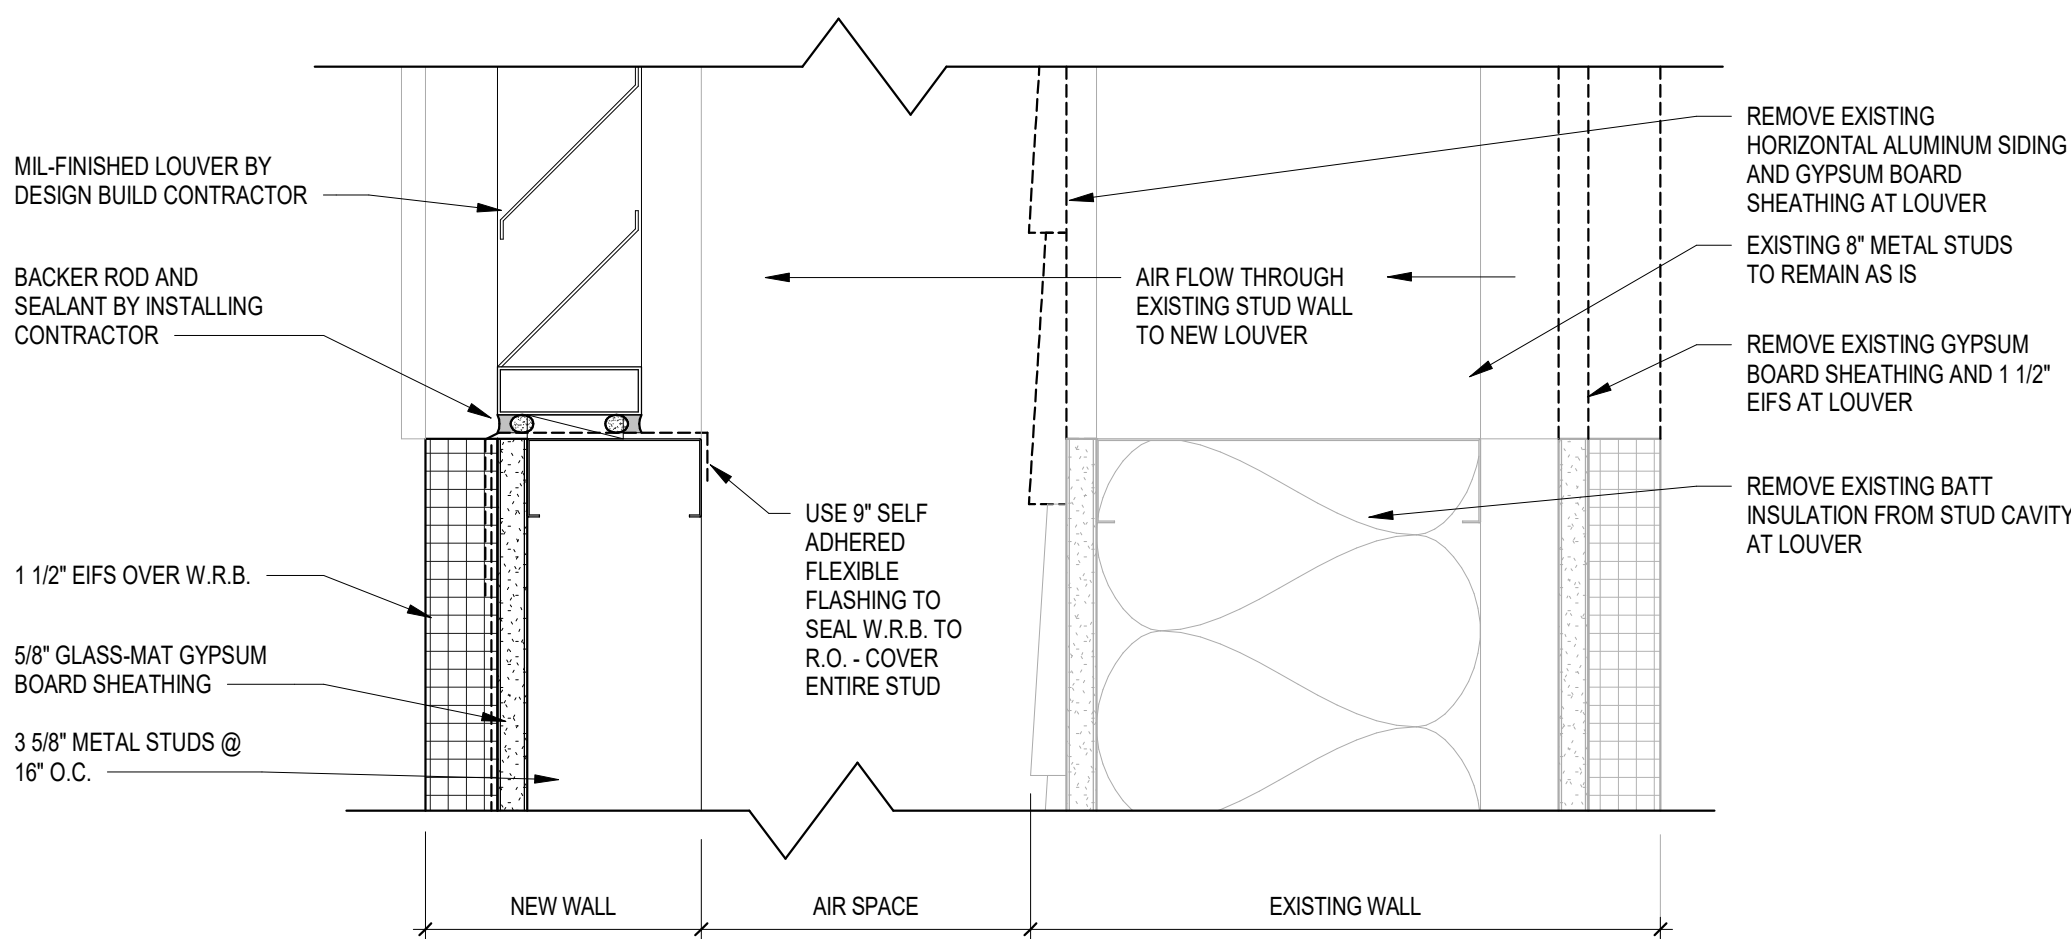 MIL-FINISHED LOUVER BY
DESIGN BUILD CONTRACTOR
BACKER ROD AND
SEALANT BY INSTALLING
CONTRACTOR
1 1/2" EIFS OVER W.R.B.
5/8" GLASS-MAT GYPSUM
BOARD SHEATHING
3 5/8" METAL STUDS @
16" O.C.
USE 9" SELF
ADHERED
FLEXIBLE
FLASHING TO
SEAL W.R.B. TO
R.O. - COVER
ENTIRE STUD
AIR FLOW THROUGH
EXISTING STUD WALL
TO NEW LOUVER
REMOVE EXISTING
HORIZONTAL ALUMINUM SIDING
AND GYPSUM BOARD
SHEATHING AT LOUVER
EXISTING 8" METAL STUDS
TO REMAIN AS IS
REMOVE EXISTING GYPSUM
BOARD SHEATHING AND 1 1/2"
EIFS AT LOUVER
REMOVE EXISTING BATT
INSULATION FROM STUD CAVITY
AT LOUVER
NEW WALL
AIR SPACE
EXISTING WALL